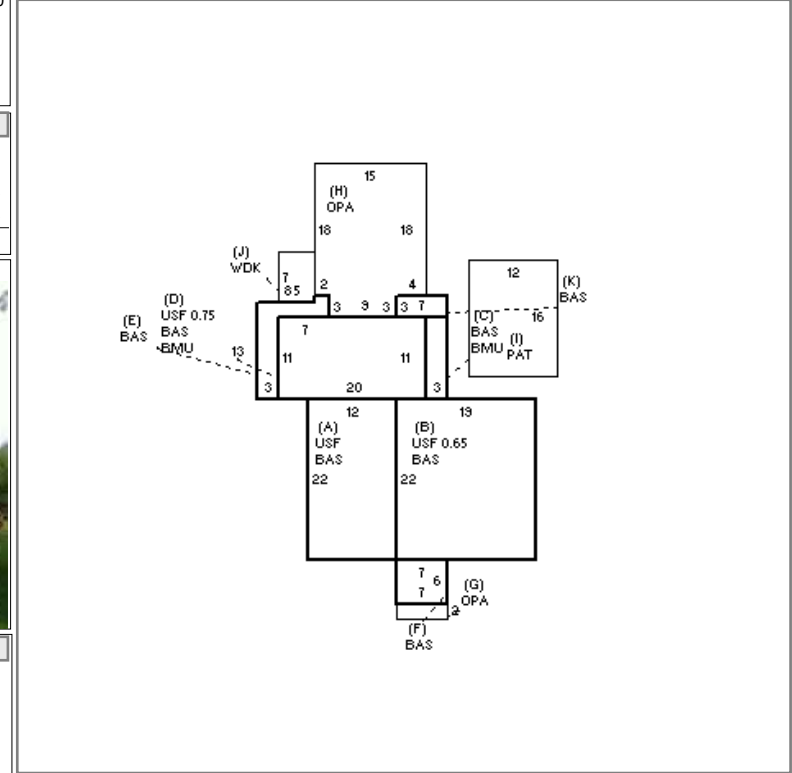 15
(H)
OPA
18 18
(J)
WDK
7
85
2
4
12
(K)
BAS
16
3 9 3 3 7
(C)
BAS
BMU
(I)
PAT
(D)
USF 0.75
BAS
BMU
(E)
BAS
13
7
11 11
3 20 3
12 19
(A)
USF
BAS
22
(B)
USF 0.65
BAS
22
7
6
7
(G)
OPA
2
(F)
BAS